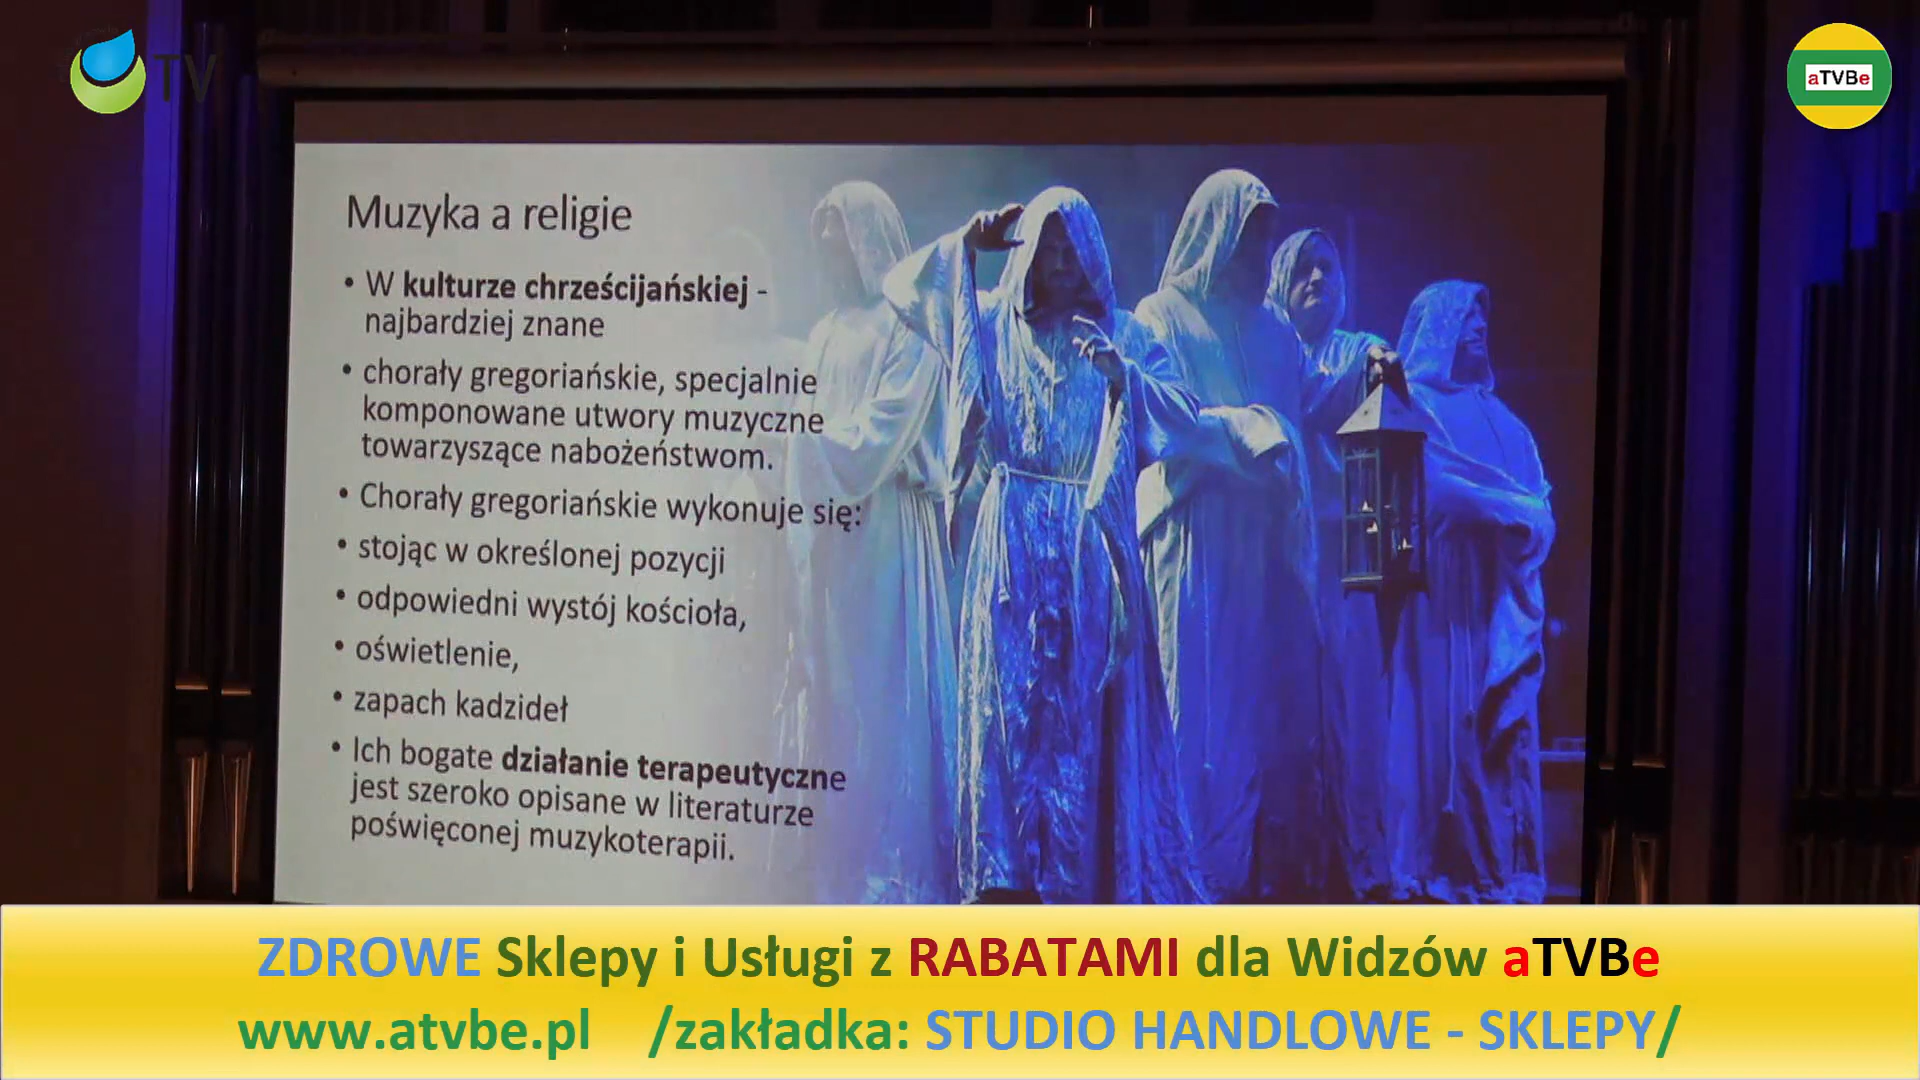 TV
aTVBe
Muzyka a religie
• W kulturze chrześcijańskiej -
najbardziej znane
• chorały gregoriańskie, specjalnie
komponowane utwory muzyczne
towarzyszące nabożeństwom.
• Chorały gregoriańskie wykonuje się:
• stojąc w określonej pozycji
• odpowiedni wystój kościoła,
• oświetlenie,
• zapach kadzideł
• Ich bogate działanie terapeutyczne
jest szeroko opisane w literaturze
poświęconej muzykoterapii.
ZDROWE Sklepy i Usługi z RABATAMI dla Widzów aTVBe
www.atvbe.pl /zakładka: STUDIO HANDLOWE - SKLEPY/